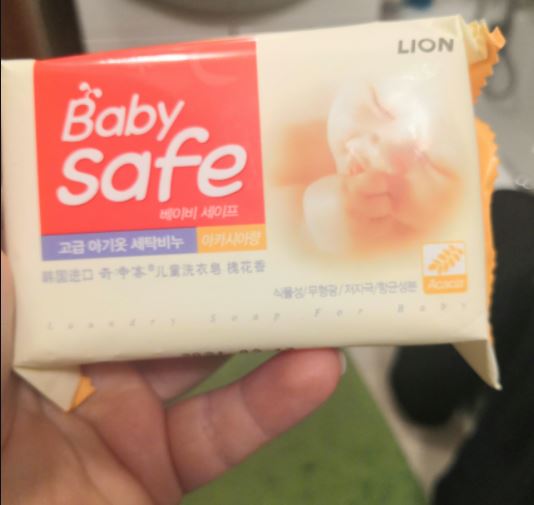 LION
Baby
safe
베이비 세이프
고급 아기옷 세탁비누 아카시아향
韩国进口 ®儿童洗衣皂 槐花香
식물성/무형광/저자극/항균성분
Acacia
Laundry Soap For Baby